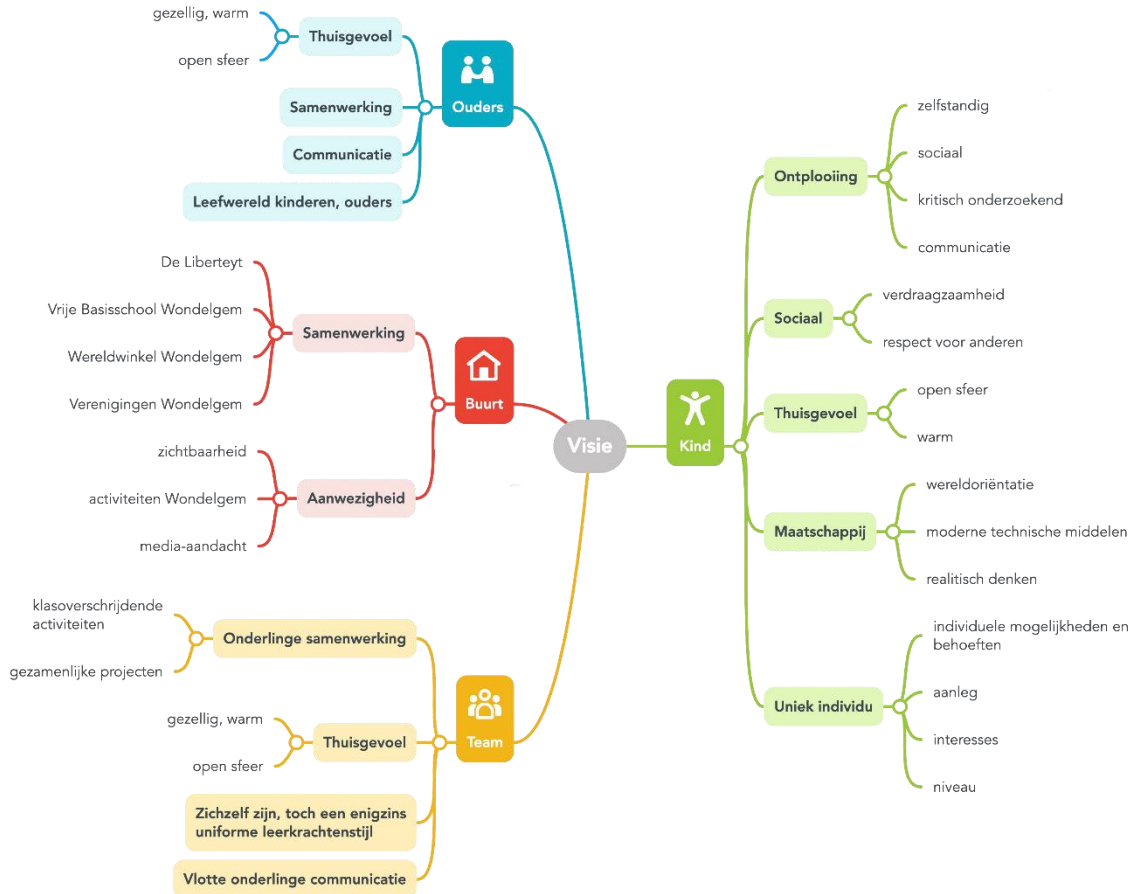 Visie
Ouders
Thuisgevoel
gezellig, warm
open sfeer
Samenwerking
Communicatie
Leefwereld kinderen, ouders
Buurt
Samenwerking
De Liberteyt
Vrije Basisschool Wondelgem
Wereldwinkel Wondelgem
Verenigingen Wondelgem
Aanwezigheid
zichtbaarheid
activiteiten Wondelgem
media-aandacht
Team
Onderlinge samenwerking
klasoverschrijdende
activiteiten
gezamenlijke projecten
Thuisgevoel
gezellig, warm
open sfeer
Zichzelf zijn, toch een enigzins
uniforme leerkrachtenstijl
Vlotte onderlinge communicatie
Kind
Ontplooiing
zelfstandig
sociaal
kritisch onderzoekend
communicatie
Sociaal
verdraagzaamheid
respect voor anderen
Thuisgevoel
open sfeer
warm
Maatschappij
wereldoriëntatie
moderne technische middelen
realitisch denken
Uniek individu
individuele mogelijkheden en
behoeften
aanleg
interesses
niveau